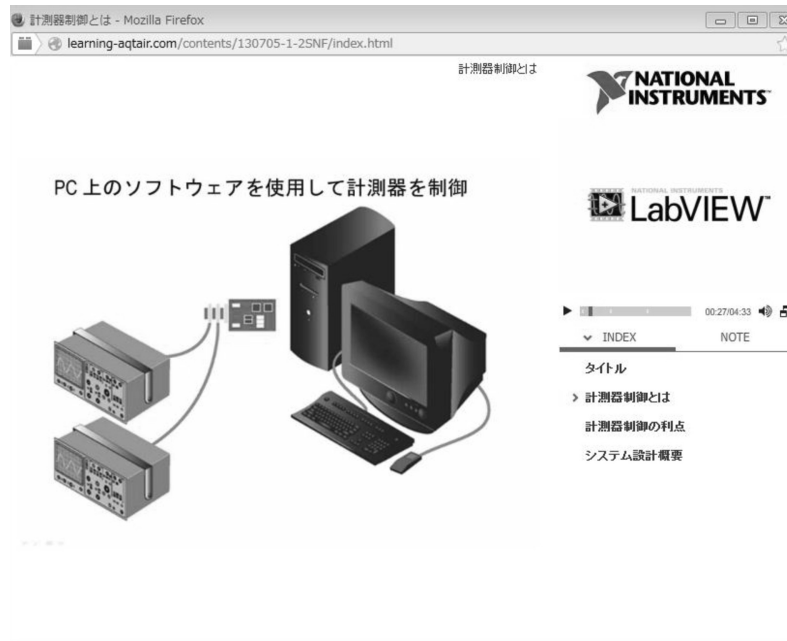 計測器制御とは - Mozilla Firefox
learning-aqtair.com/contents/130705-1-2SNF/index.html
計測器制御とは
NATIONAL
INSTRUMENTS
PC 上のソフトウェアを使用して計測器を制御
NATIONAL INSTRUMENTS
LabVIEW™
00:27/04:33
INDEX
NOTE
タイトル
計測器制御とは
計測器制御の利点
システム設計概要